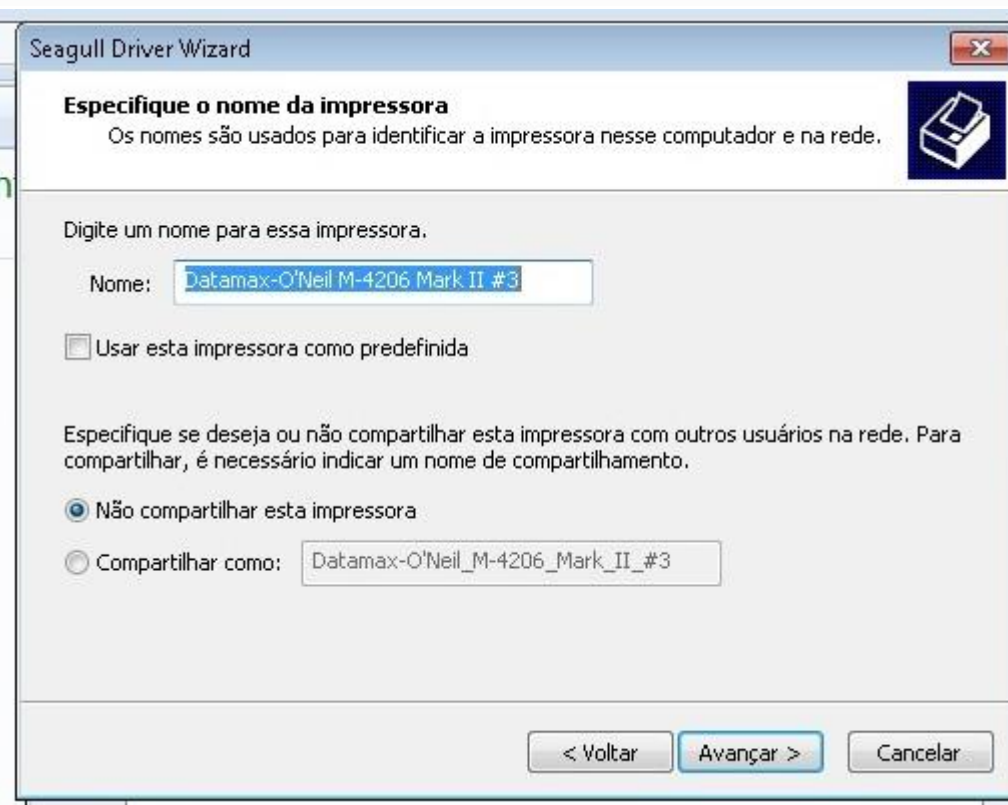 Seagull Driver Wizard
Especifique o nome da impressora
Os nomes são usados para identificar a impressora nesse computador e na rede.
Digite um nome para essa impressora.
Nome: Datamax-O'Neil M-4206 Mark II #3
Usar esta impressora como predefinida
Especifique se deseja ou não compartilhar esta impressora com outros usuários na rede. Para
compartilhar, é necessário indicar um nome de compartilhamento.
Não compartilhar esta impressora
Compartilhar como: Datamax-O'Neil_M-4206_Mark_II_#3
< Voltar Avançar > Cancelar